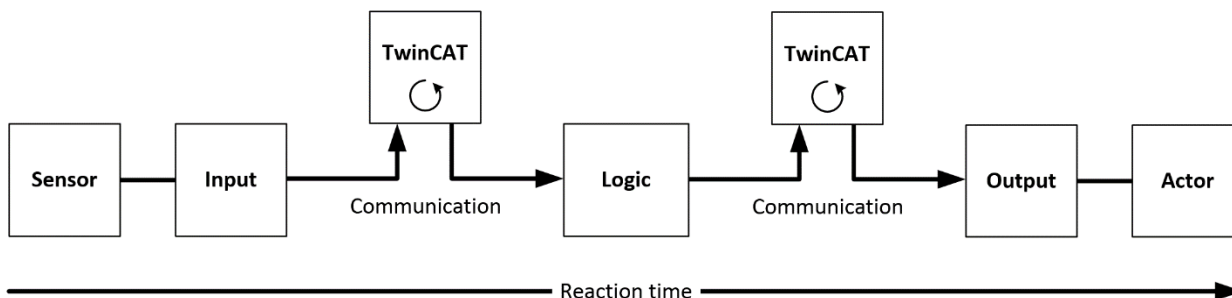 TwinCAT
TwinCAT
Sensor
Input
Logic
Output
Actor
Communication
Communication
Reaction time